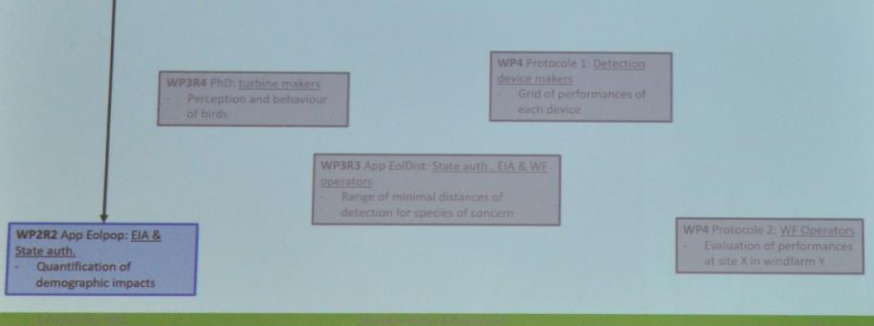 WP4 Protocole 1: Detection
device makers
- Grid of performances of
each device
WP3R4 PhD: turbine makers
- Perception and behaviour
of birds
WP3R3 App EolDist: State auth., EIA & WF
operators
- Range of minimal distances of
detection for species of concern
WP2R2 App Eolpop: EIA &
State auth.
- Quantification of
demographic impacts
WP4 Protocole 2: WF Operators
- Evaluation of performances
at site X in windfarm Y